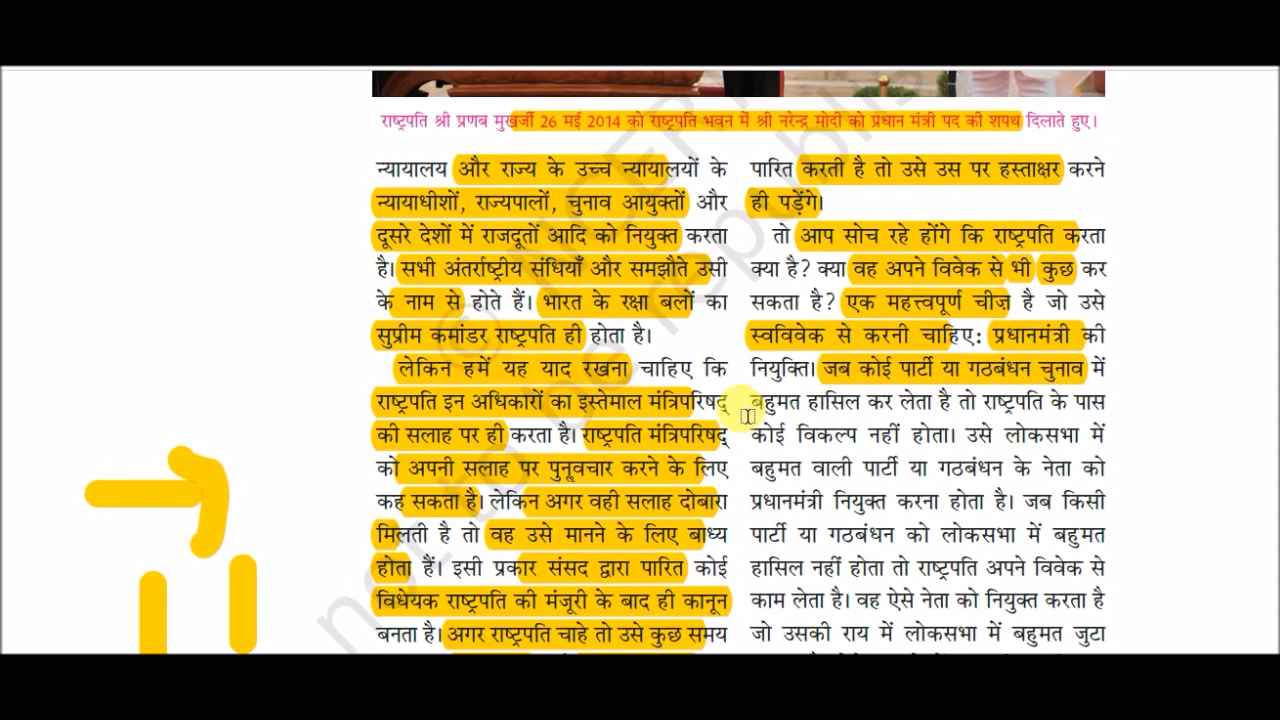 राष्ट्रपति श्री प्रणब मुखर्जी 26 मई 2014 को राष्ट्रपति भवन में श्री नरेन्द्र मोदी को प्रधान मंत्री पद की शपथ दिलाते हुए।
न्यायालय और राज्य के उच्च न्यायालयों के
न्यायाधीशों, राज्यपालों, चुनाव आयुक्तों और
दूसरे देशों में राजदूतों आदि को नियुक्त करता
है। सभी अंतर्राष्ट्रीय संधियाँ और समझौते उसी
के नाम से होते हैं। भारत के रक्षा बलों का
सुप्रीम कमांडर राष्ट्रपति ही होता है।
लेकिन हमें यह याद रखना चाहिए कि
राष्ट्रपति इन अधिकारों का इस्तेमाल मंत्रिपरिषद्
की सलाह पर ही करता है। राष्ट्रपति मंत्रिपरिषद्
को अपनी सलाह पर करने के लिए
कह सकता है। लेकिन अगर वही सलाह दोबारा
मिलती है तो वह उसे मानने के लिए बाध्य
होता हैं। इसी प्रकार संसद द्वारा पारित कोई
विधेयक राष्ट्रपति की मंजूरी के बाद ही कानून
बनता है। अगर राष्ट्रपति चाहे तो उसे कुछ समय
पारित करती है तो उसे उस पर हस्ताक्षर करने
ही पड़ेंगे।
तो आप सोच रहे होंगे कि राष्ट्रपति करता
क्या है? क्या वह अपने विवेक से भी कुछ कर
सकता है? एक महत्त्वपूर्ण चीज़ है जो उसे
स्वविवेक से करनी चाहिए: प्रधानमंत्री की
नियुक्ति। जब कोई पार्टी या गठबंधन चुनाव में
बहुमत हासिल कर लेता है तो राष्ट्रपति के पास
कोई विकल्प नहीं होता। उसे लोकसभा में
बहुमत वाली पार्टी या गठबंधन के नेता को
प्रधानमंत्री नियुक्त करना होता है। जब किसी
पार्टी या गठबंधन को लोकसभा में बहुमत
हासिल नहीं होता तो राष्ट्रपति अपने विवेक से
काम लेता है। वह ऐसे नेता को नियुक्त करता है
जो उसकी राय में लोकसभा में बहुमत जुटा